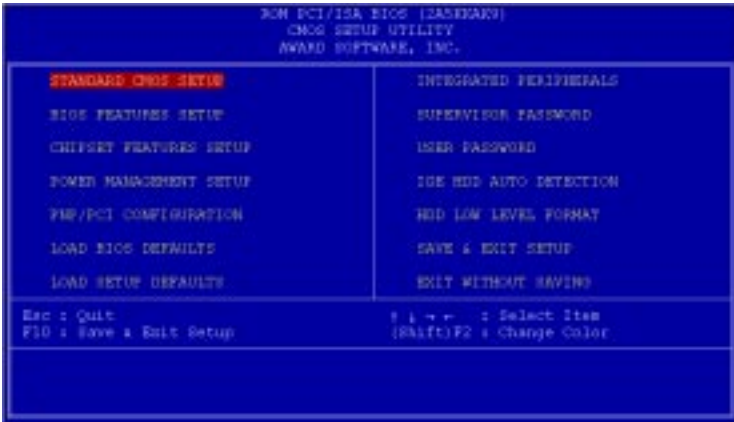 ROM PCI/ISA BIOS
CMOS SETUP UTILITY
AWARD SOFTWARE, INC.
STANDARD CMOS SETUP
BIOS FEATURES SETUP
CHIPSET FEATURES SETUP
POWER MANAGEMENT SETUP
PNP/PCI CONFIGURATION
LOAD BIOS DEFAULTS
LOAD SETUP DEFAULTS
INTEGRATED PERIPHERALS
SUPERVISOR PASSWORD
USER PASSWORD
IDE HDD AUTO DETECTION
HDD LOW LEVEL FORMAT
SAVE & EXIT SETUP
EXIT WITHOUT SAVING
Esc : Quit
F10 : Save & Exit Setup
↑ ↓ → ← : Select Item
(Shift)F2 : Change Color